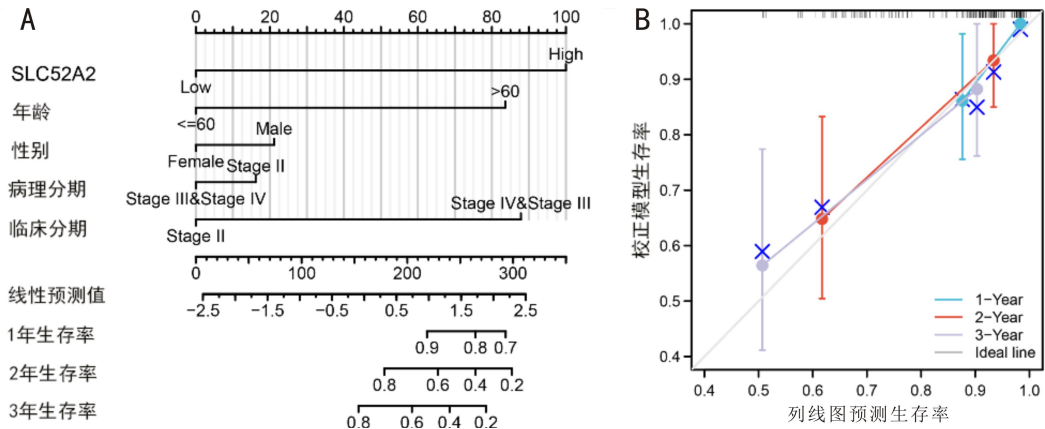 A
0 20 40 60 80 100
SLC52A2
Low High
年龄
<=60 >60
性别
Female Male
病理分期
Stage III&Stage IV Stage II
临床分期
Stage II Stage IV&Stage III
0 100 200 300
线性预测值
−2.5 −1.5 −0.5 0.5 1.5 2.5
1年生存率
0.9 0.8 0.7
2年生存率
0.8 0.6 0.4 0.2
3年生存率
0.8 0.6 0.4 0.2
B
校正模型生存率
1.0
0.9
0.8
0.7
0.6
0.5
0.4
1−Year
2−Year
3−Year
Ideal line
0.4 0.5 0.6 0.7 0.8 0.9 1.0
列线图预测生存率